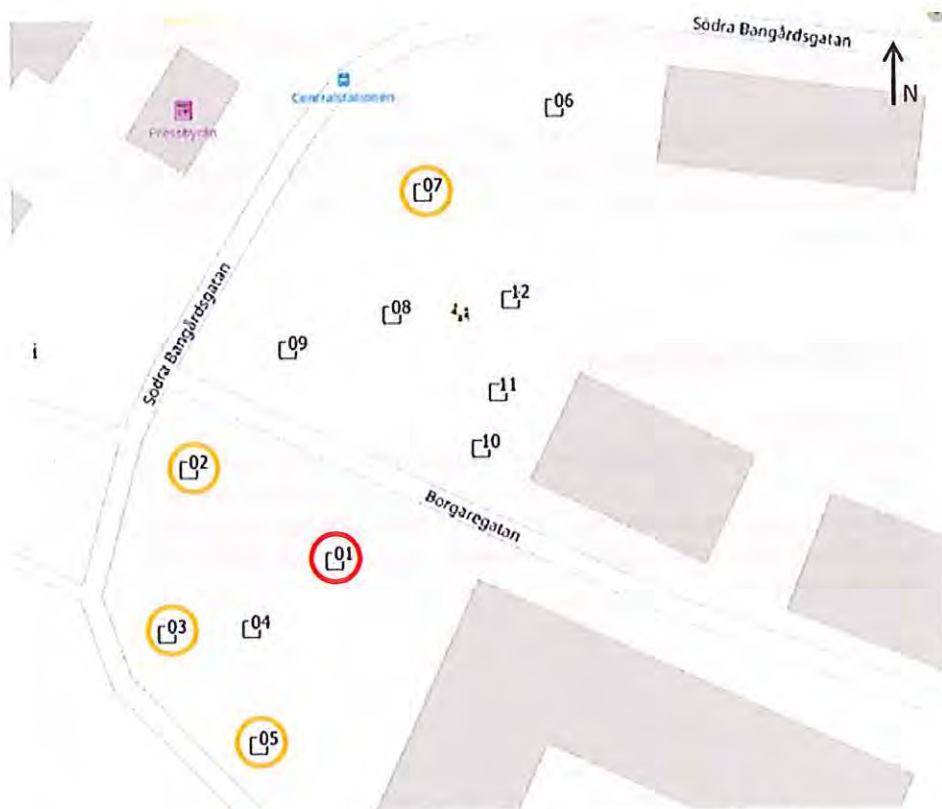 Södra Bangårdsgatan
N
Centralstationen
Pressbyrån
06
07
12
08
09
Södra Bangårdsgatan
i
11
10
02
Borgaregatan
01
04
03
05